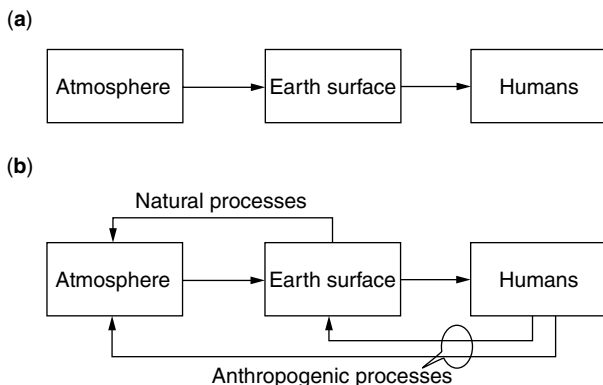 (a)
Atmosphere
Earth surface
Humans
(b)
Natural processes
Atmosphere
Earth surface
Humans
Anthropogenic processes